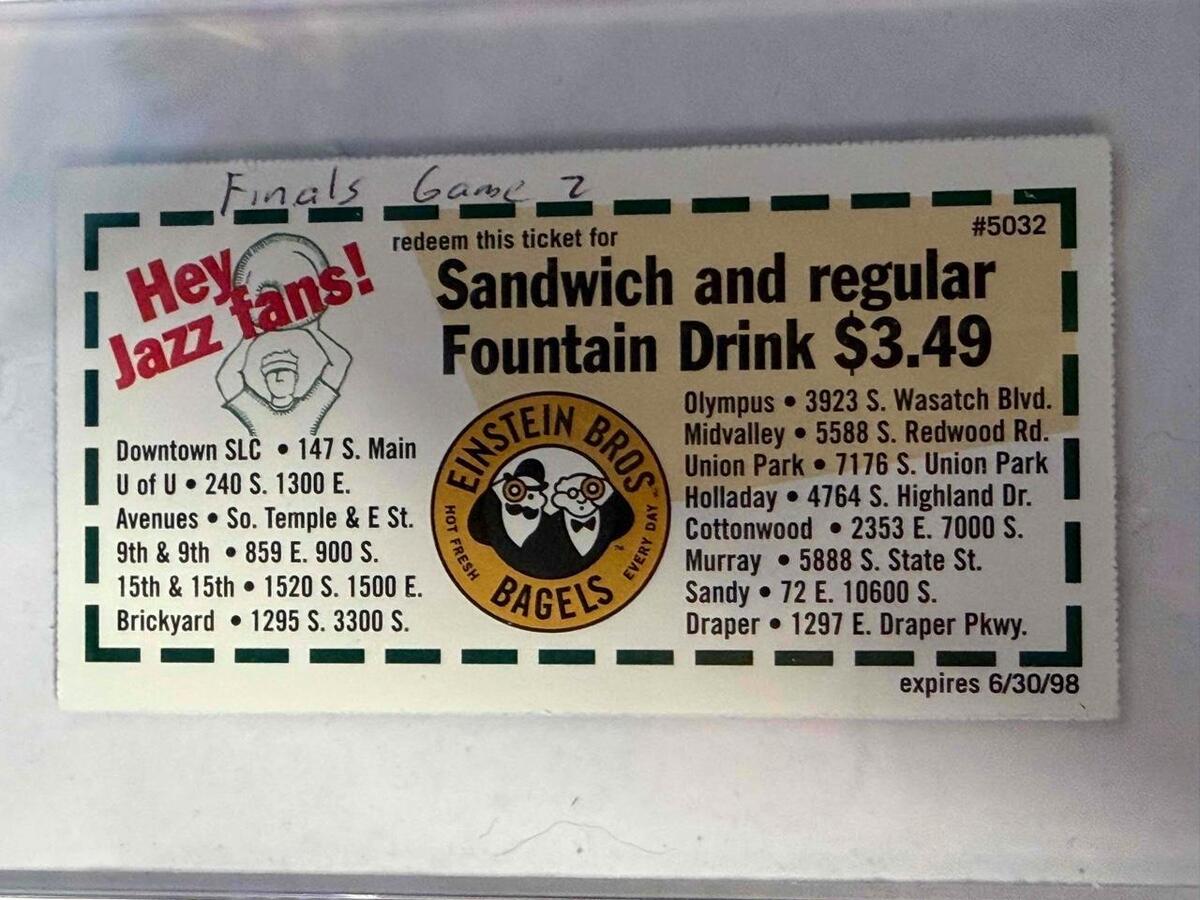 Finals Game 2
#5032
Hey
Jazz fans!
redeem this ticket for
Sandwich and regular
Fountain Drink $3.49
Downtown SLC • 147 S. Main
U of U • 240 S. 1300 E.
Avenues • So. Temple & E St.
9th & 9th • 859 E. 900 S.
15th & 15th • 1520 S. 1500 E.
Brickyard • 1295 S. 3300 S.
EINSTEIN BROS
HOT FRESH
EVERY DAY
BAGELS
Olympus • 3923 S. Wasatch Blvd.
Midvalley • 5588 S. Redwood Rd.
Union Park • 7176 S. Union Park
Holladay • 4764 S. Highland Dr.
Cottonwood • 2353 E. 7000 S.
Murray • 5888 S. State St.
Sandy • 72 E. 10600 S.
Draper • 1297 E. Draper Pkwy.
expires 6/30/98